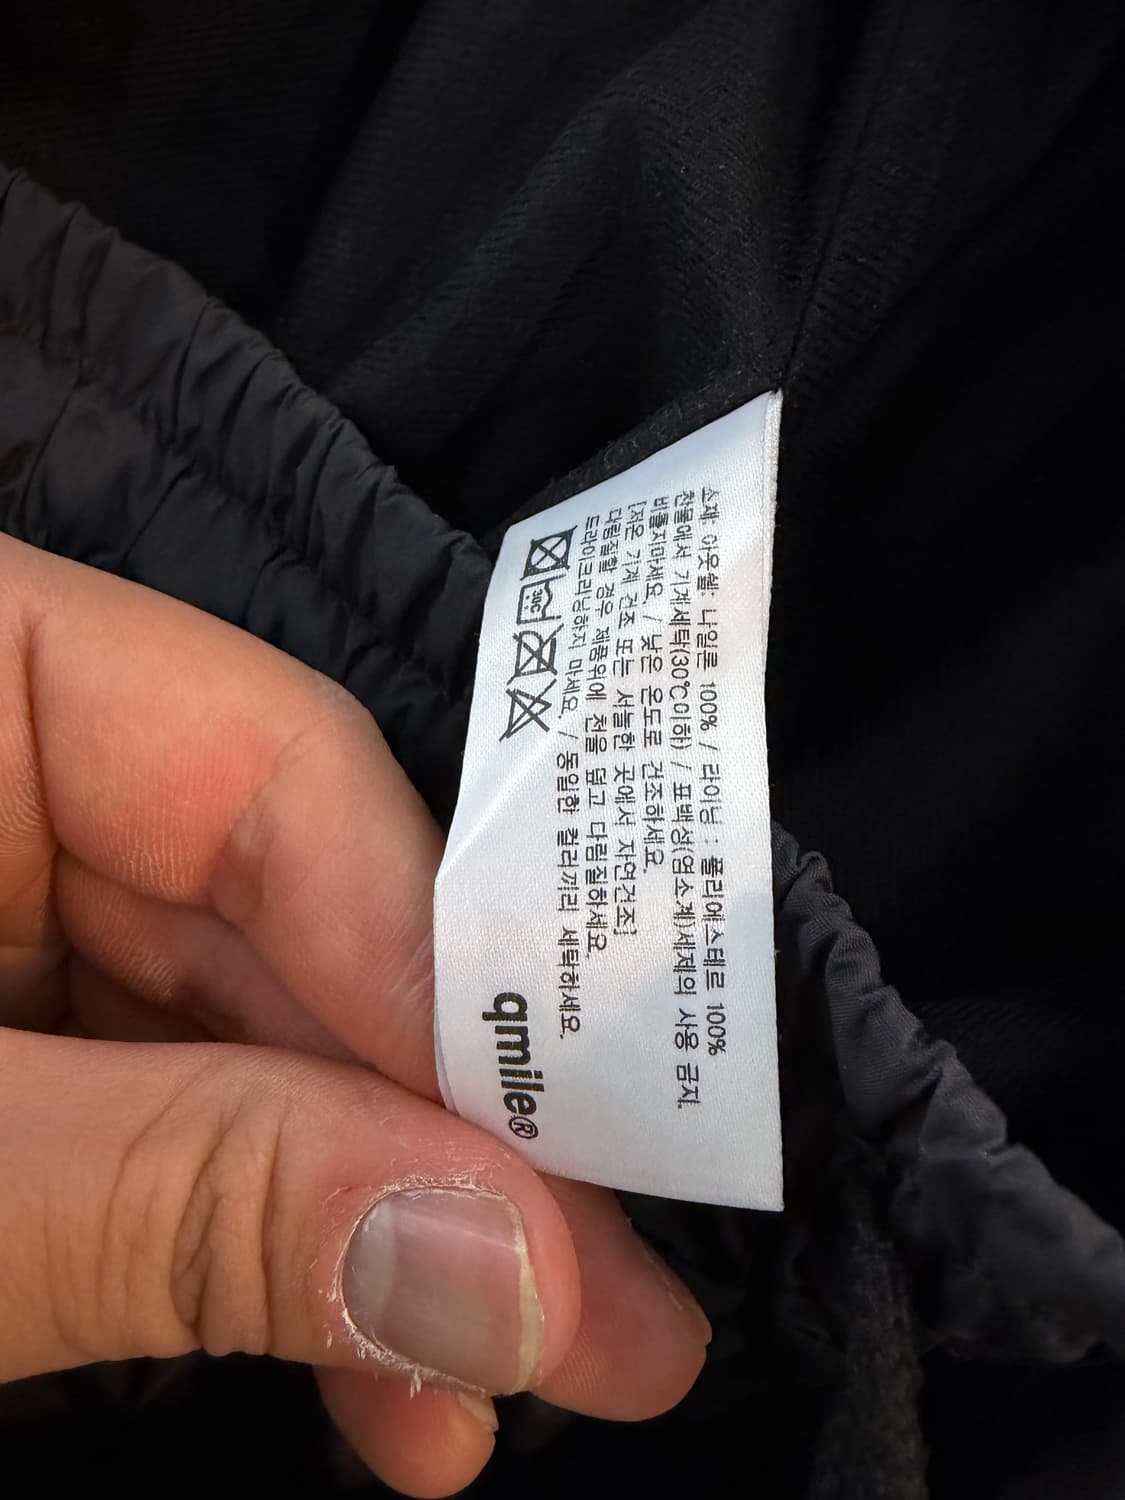 소재: 아웃쉘: 나일론 100% / 라이닝 : 폴리에스테르 100%
찬물에서 기계세탁(30℃이하) / 표백성(염소계)세제의 사용 금지.
비틀지마세요. / 낮은 온도로 건조하세요.
[저온 기계 건조 또는 서늘한 곳에서 자연건조]
다림질할 경우 제품위에 천을 덮고 다림질하세요.
드라이크리닝하지 마세요. / 동일한 컬러끼리 세탁하세요.
30C
qmile®